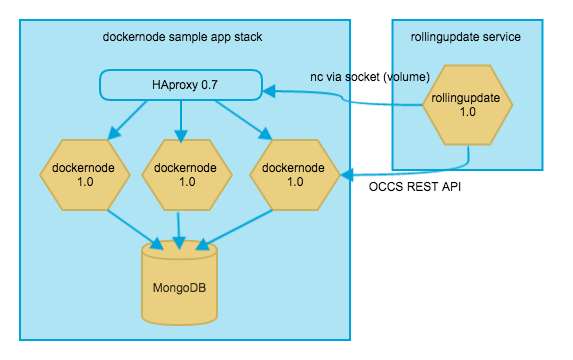 dockernode sample app stack
rollingupdate service
HAproxy 0.7
nc via socket (volume)
rollingupdate
1.0
dockernode
1.0
dockernode
1.0
dockernode
1.0
OCCS REST API
MongoDB